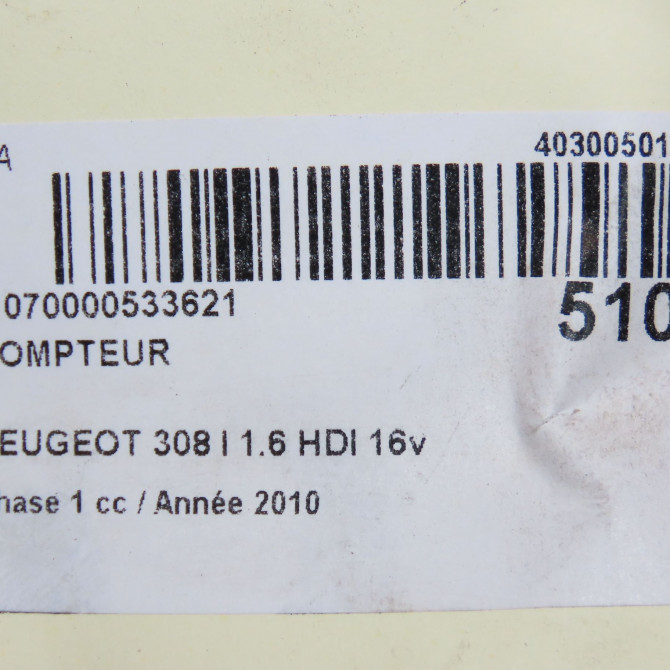 A
40300501
070000533621
510
OMPTEUR
EUGEOT 308 I 1.6 HDI 16v
hase 1 cc / Année 2010